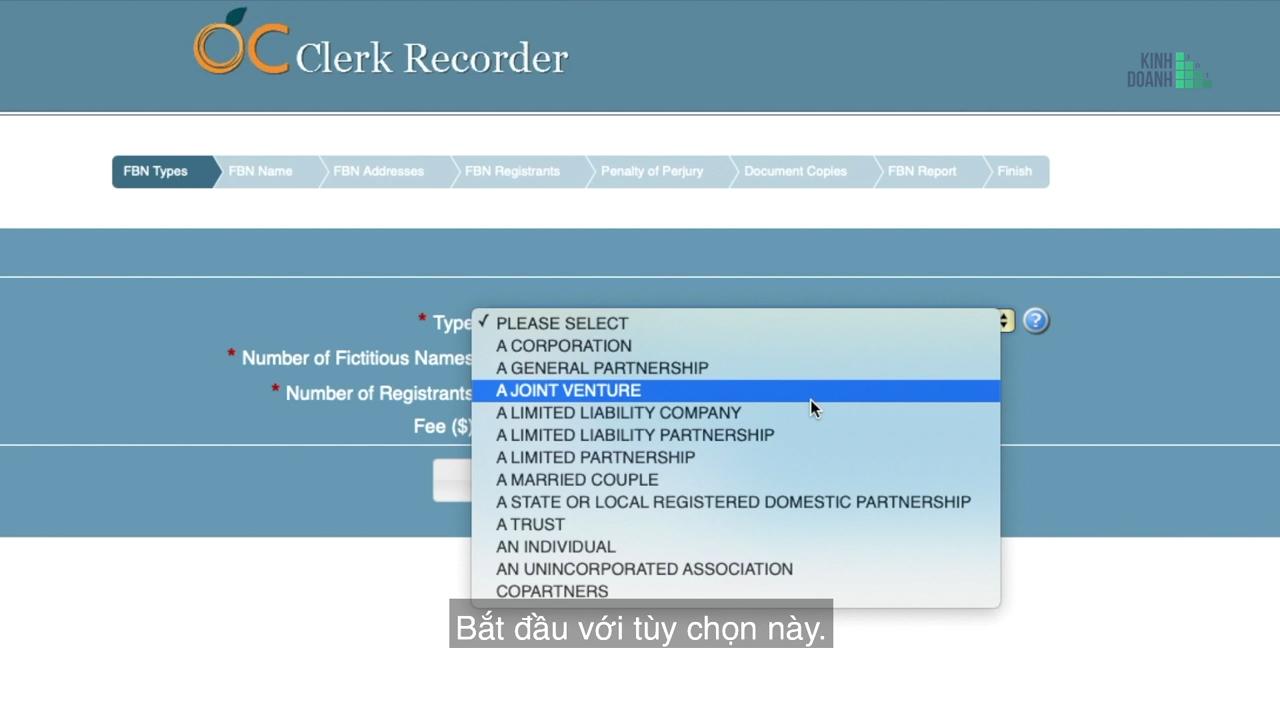 OC Clerk Recorder
KINH
DOANH
FBN Types FBN Name FBN Addresses FBN Registrants Penalty of Perjury Document Copies FBN Report Finish
* Type
✓ PLEASE SELECT
?
A CORPORATION
* Number of Fictitious Names
A GENERAL PARTNERSHIP
* Number of Registrants
A JOINT VENTURE
A LIMITED LIABILITY COMPANY
Fee ($)
A LIMITED LIABILITY PARTNERSHIP
A LIMITED PARTNERSHIP
A MARRIED COUPLE
A STATE OR LOCAL REGISTERED DOMESTIC PARTNERSHIP
A TRUST
AN INDIVIDUAL
AN UNINCORPORATED ASSOCIATION
COPARTNERS
Bắt đầu với tùy chọn này.